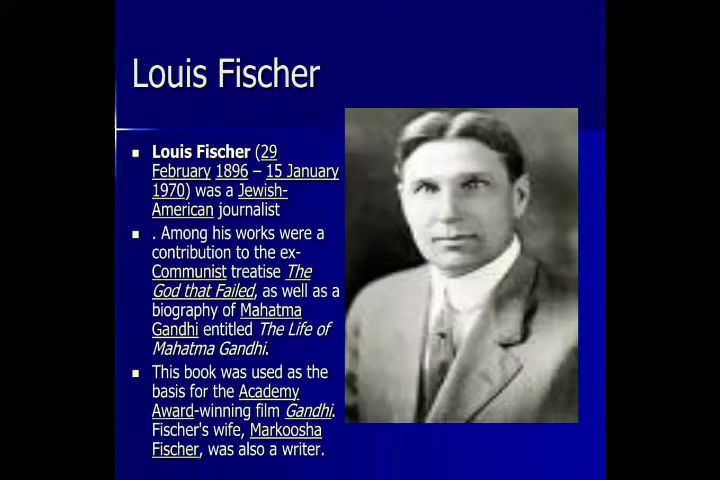 Louis Fischer
Louis Fischer (29
February 1896 – 15 January
1970) was a Jewish-
American journalist
. Among his works were a
contribution to the ex-
Communist treatise The
God that Failed, as well as a
biography of Mahatma
Gandhi entitled The Life of
Mahatma Gandhi.
This book was used as the
basis for the Academy
Award-winning film Gandhi.
Fischer's wife, Markoosha
Fischer, was also a writer.